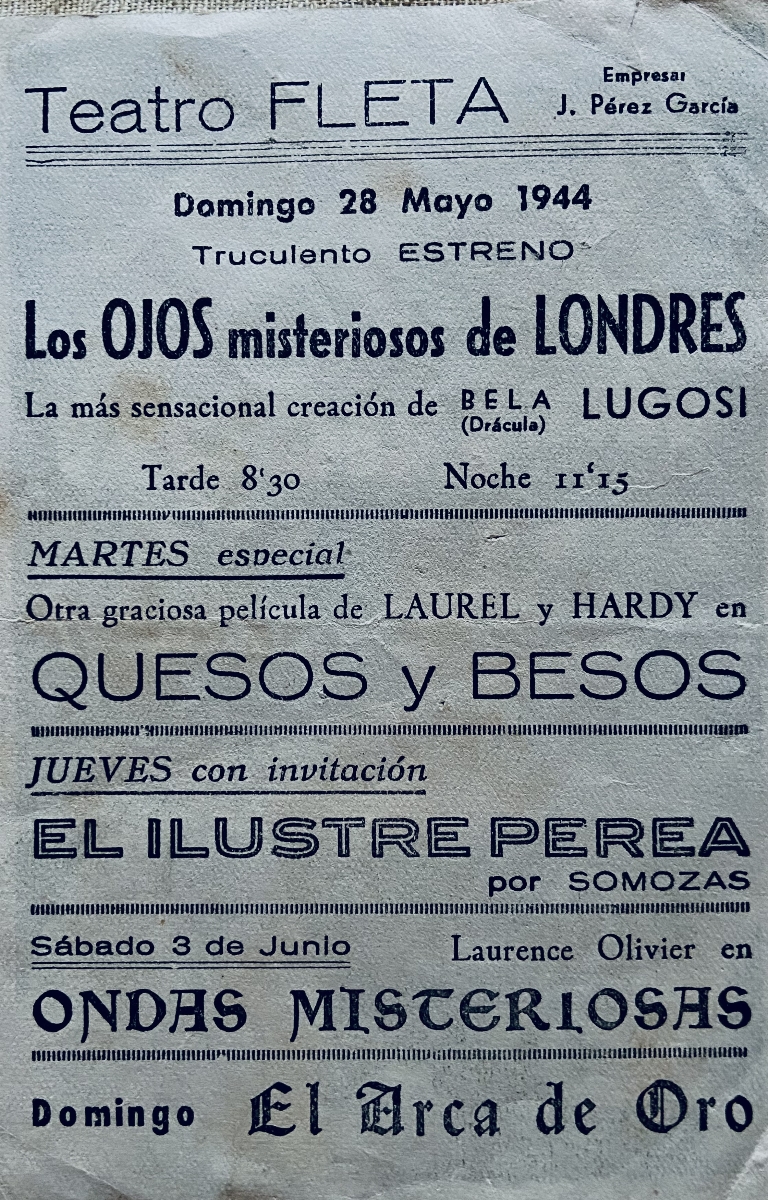 Teatro FLETA
Empresa:
J. Pérez García
Domingo 28 Mayo 1944
Truculento ESTRENO
Los OJOS misteriosos de LONDRES
La más sensacional creación de BELA LUGOSI
(Drácula)
Tarde 8'30 Noche 11'15
MARTES especial
Otra graciosa película de LAUREL y HARDY en
QUESOS y BESOS
JUEVES con invitación
EL ILUSTRE PEREA
por SOMOZAS
Sábado 3 de Junio Laurence Olivier en
ONDAS MISTERIOSAS
Domingo El Arca de Oro